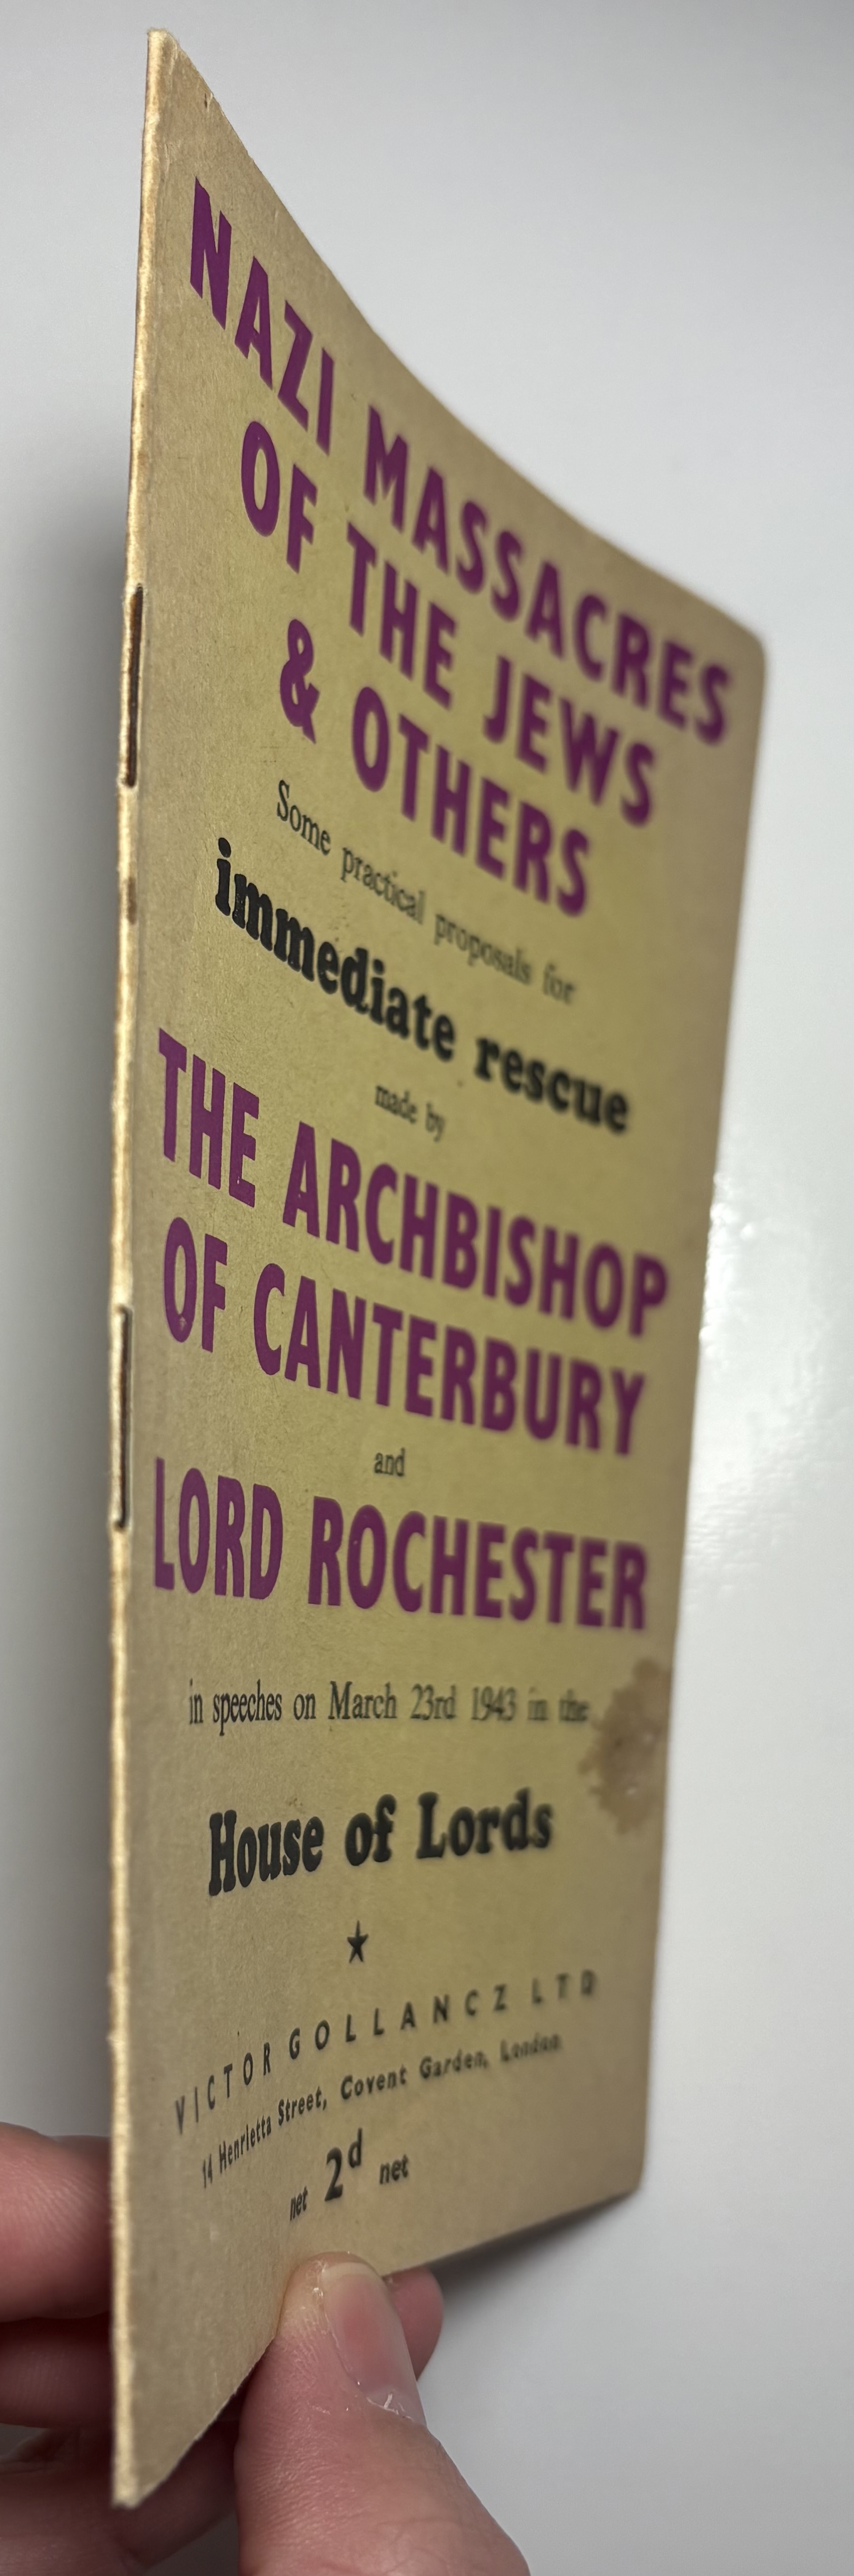 NAZI MASSACRES
OF THE JEWS
& OTHERS
Some practical proposals for
immediate rescue
made by
THE ARCHBISHOP
OF CANTERBURY
and
LORD ROCHESTER
in speeches on March 23rd 1943 in the
House of Lords
VICTOR GOLLANCZ LTD
14 Henrietta Street, Covent Garden, London
net 2d net